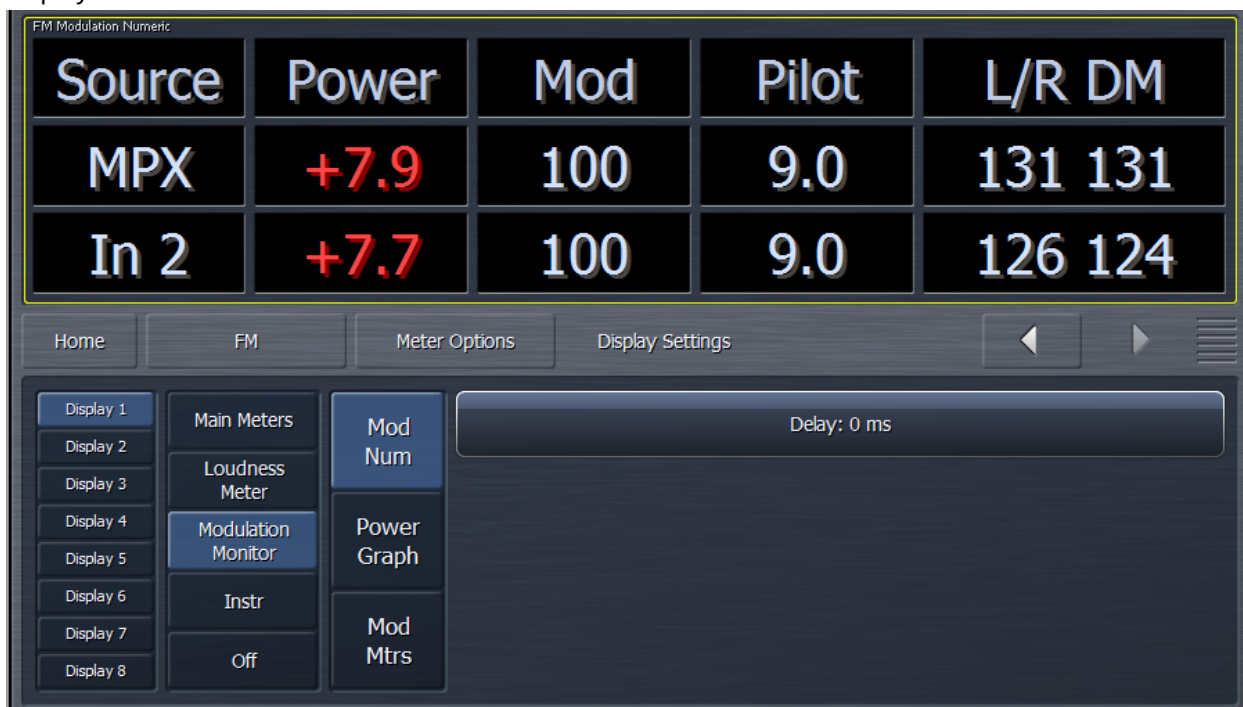 FM Modulation Numeric
Source Power Mod Pilot L/R DM
MPX +7.9 100 9.0 131 131
In 2 +7.7 100 9.0 126 124
Home FM Meter Options Display Settings
Display 1
Display 2
Display 3
Display 4
Display 5
Display 6
Display 7
Display 8
Main Meters
Loudness
Meter
Modulation
Monitor
Instr
Off
Mod
Num
Power
Graph
Mod
Mtrs
Delay: 0 ms